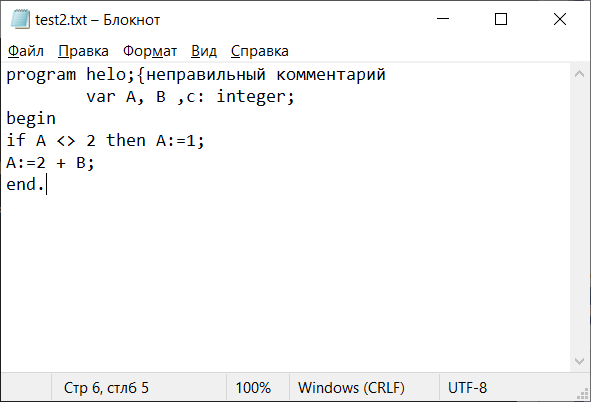 test2.txt – Блокнот
Файл Правка Формат Вид Справка
program helo;{неправильный комментарий
        var A, B ,c: integer;
begin
if A <> 2 then A:=1;
A:=2 + B;
end.
Стр 6, стлб 5 100% Windows (CRLF) UTF-8